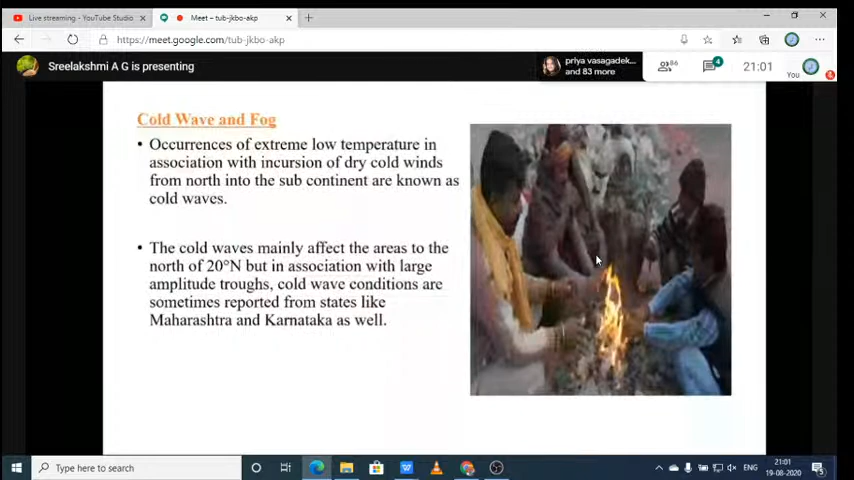 Live streaming - YouTube Studio
Meet – tub-jkbo-akp
https://meet.google.com/tub-jkbo-akp
Sreelakshmi A G is presenting
priya vasagadek...
and 83 more
86
4
21:01
You
Cold Wave and Fog
• Occurrences of extreme low temperature in
association with incursion of dry cold winds
from north into the sub continent are known as
cold waves.
• The cold waves mainly affect the areas to the
north of 20°N but in association with large
amplitude troughs, cold wave conditions are
sometimes reported from states like
Maharashtra and Karnataka as well.
Type here to search
ENG
21:01
19-08-2020
5